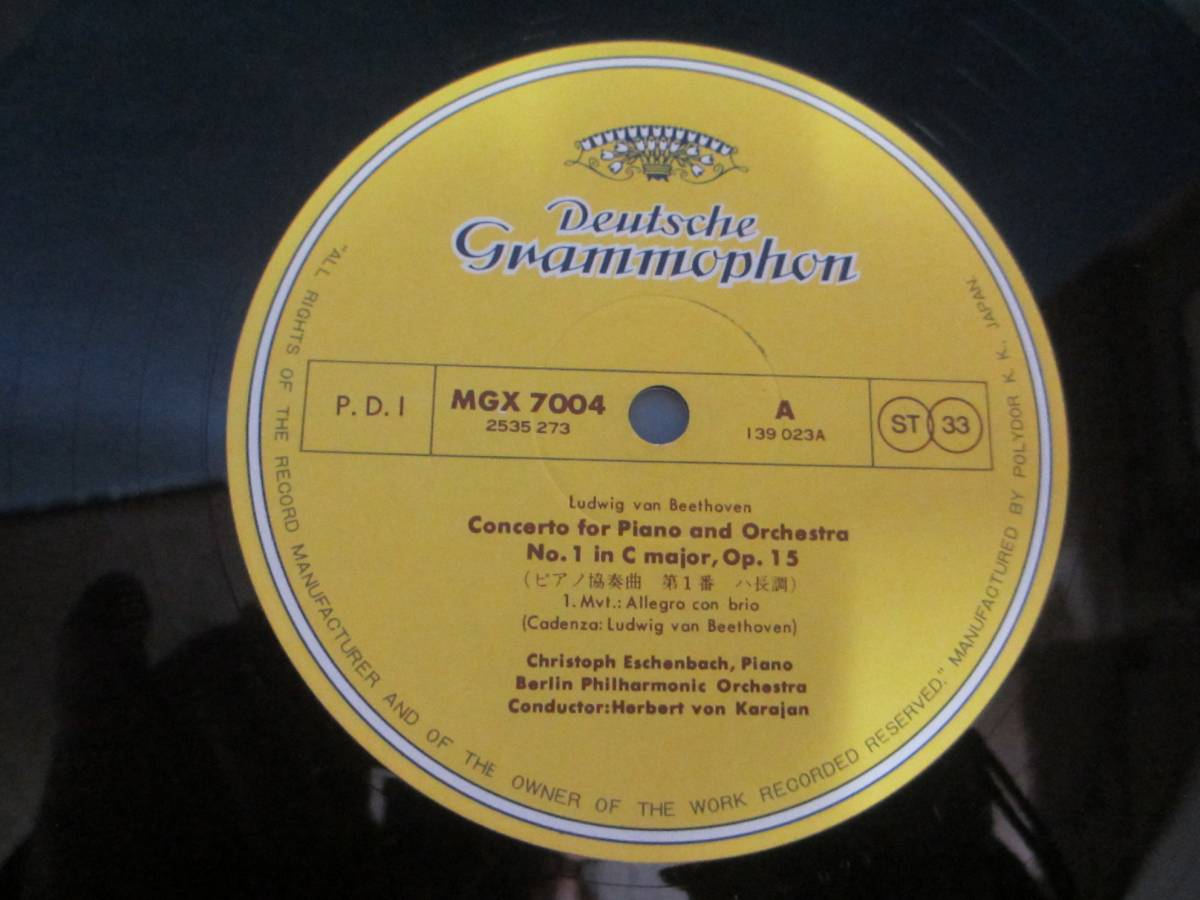 Deutsche
Grammophon
P. D. I
MGX 7004
2535 273
A
139 023A
ST 33
Ludwig van Beethoven
Concerto for Piano and Orchestra
No. 1 in C major, Op. 15
(ピアノ協奏曲 第1番 ハ長調)
1. Mvt.: Allegro con brio
(Cadenza: Ludwig van Beethoven)
Christoph Eschenbach, Piano
Berlin Philharmonic Orchestra
Conductor: Herbert von Karajan
"ALL RIGHTS OF THE RECORD MANUFACTURER AND OF THE OWNER OF THE WORK RECORDED RESERVED." MANUFACTURED BY POLYDOR K. K., JAPAN.